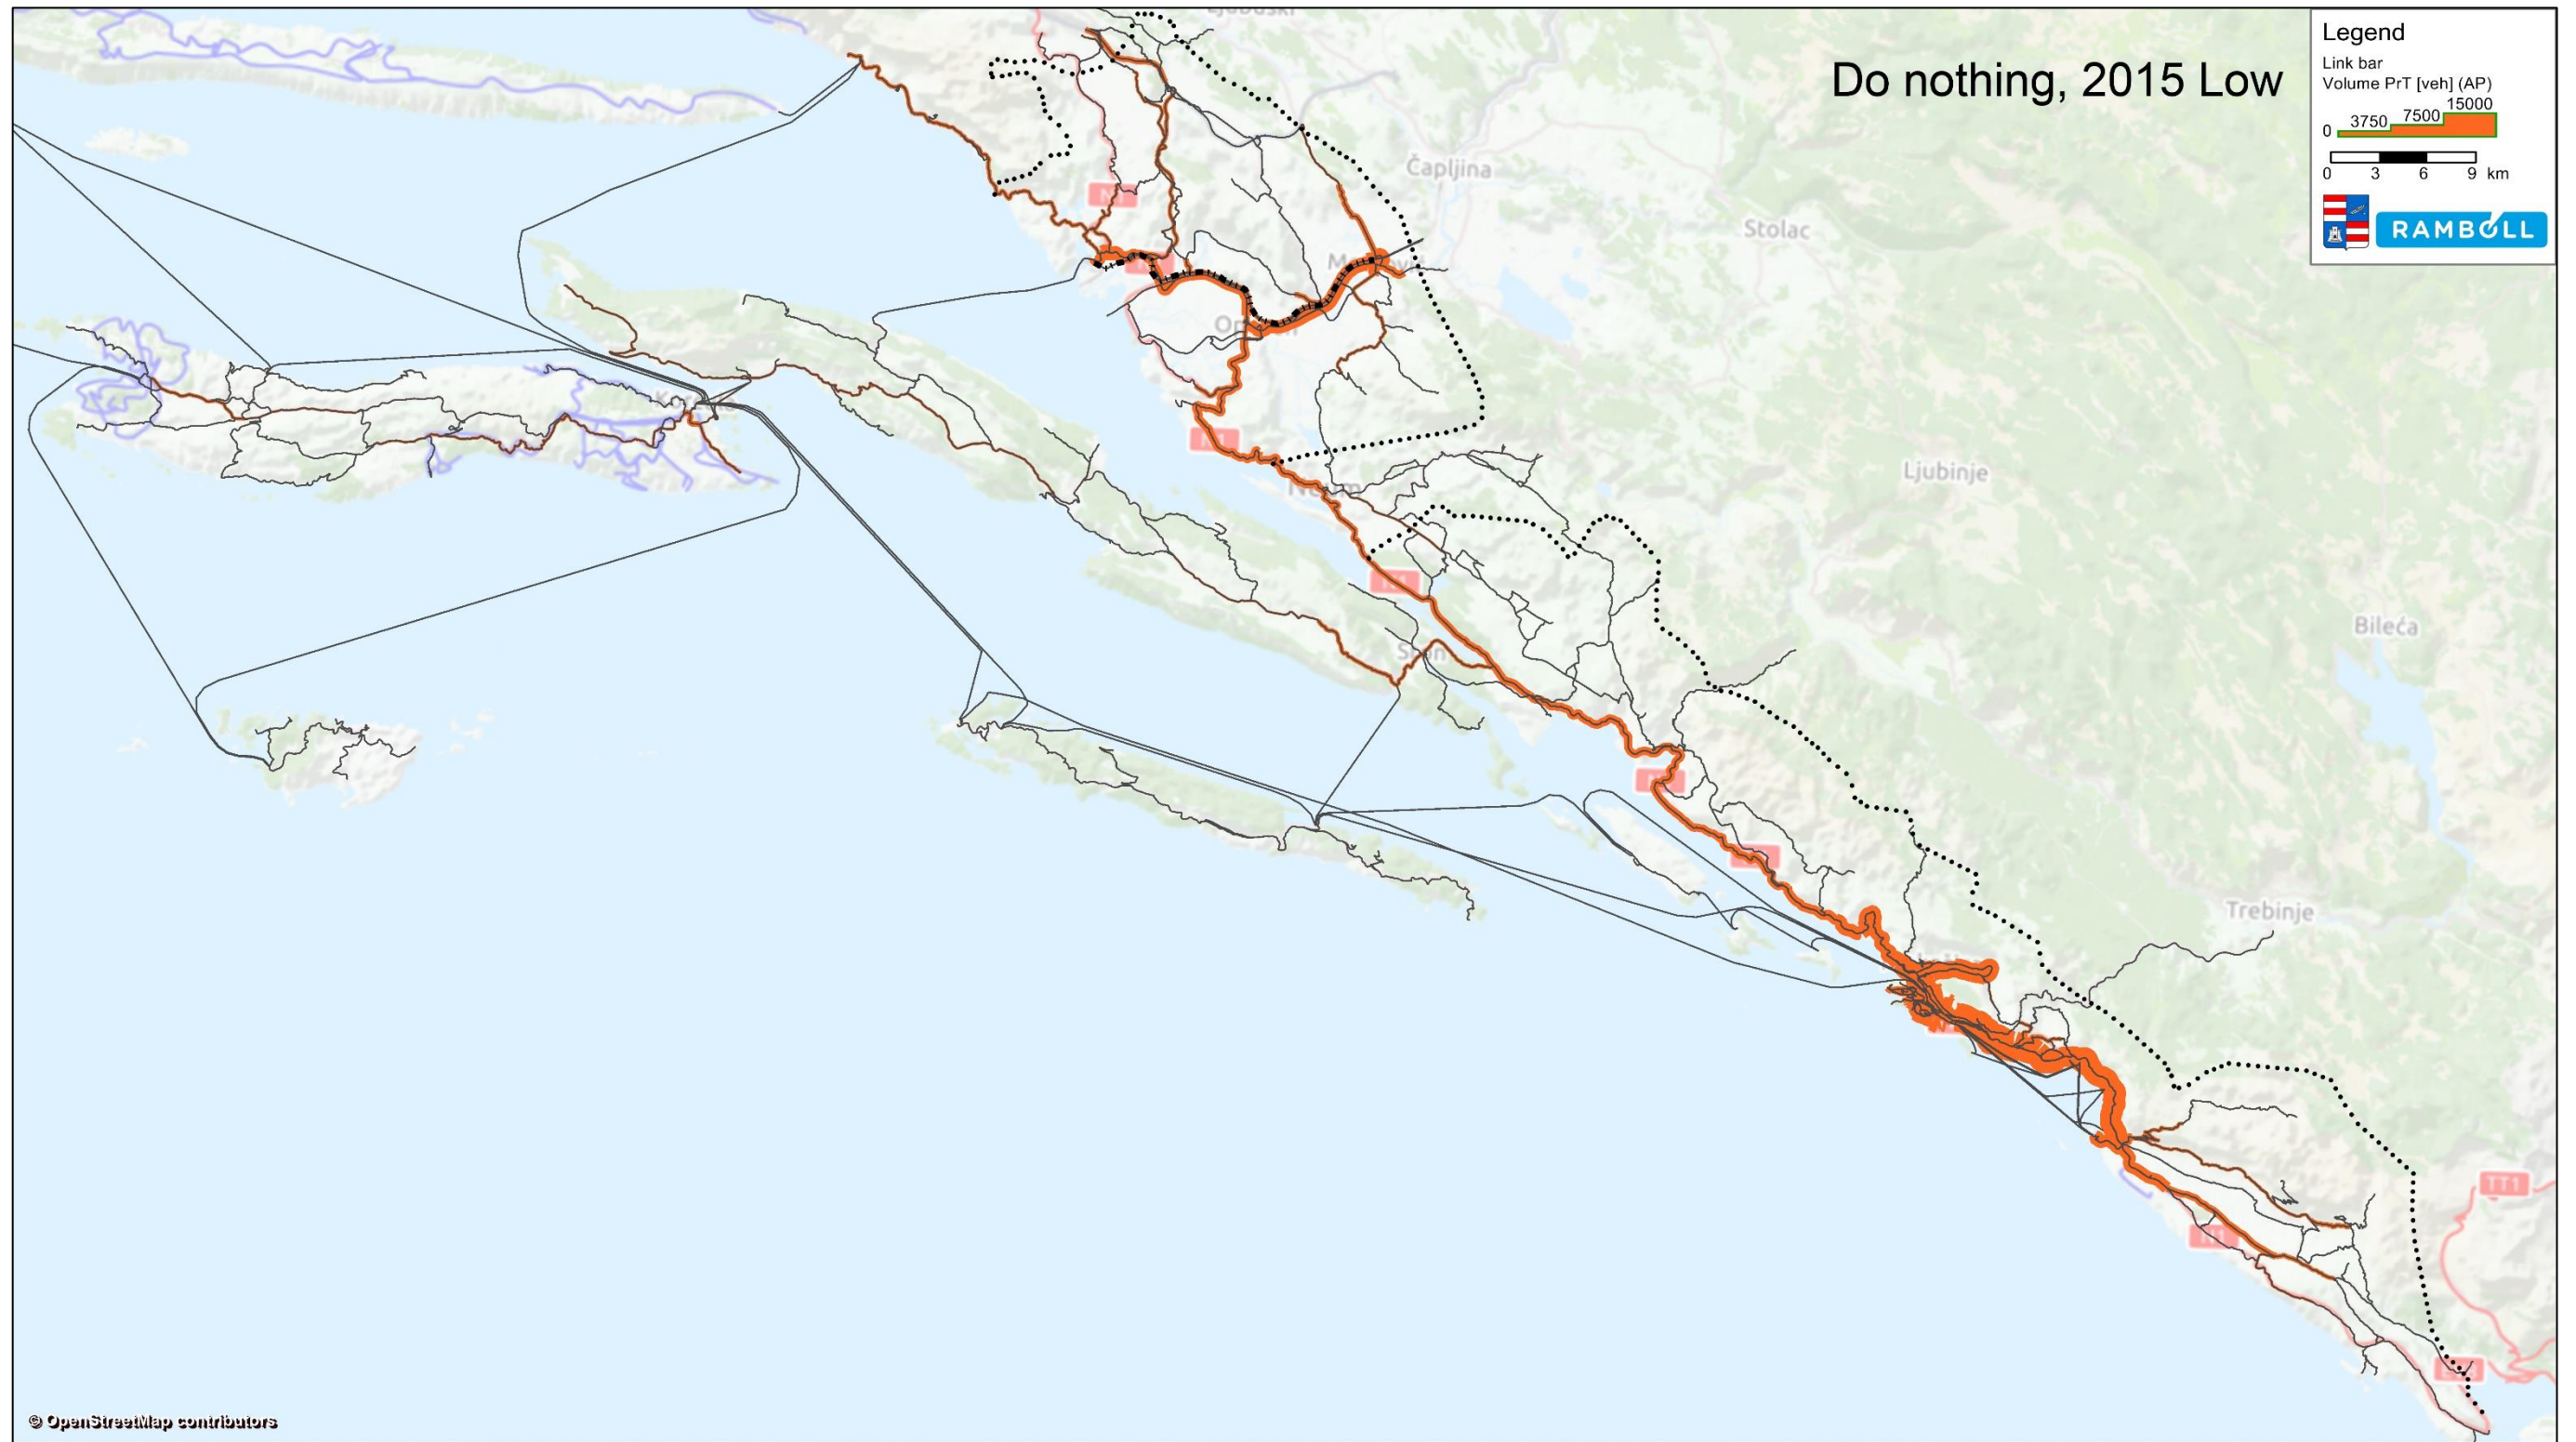 Do nothing, 2015 Low
Legend
Link bar
Volume PrT [veh] (AP)
0 3750 7500 15000
0 3 6 9 km
RAMBOLL
Čapljina
Stolac
Ljubinje
Bileća
Trebinje
© OpenStreetMap contributors